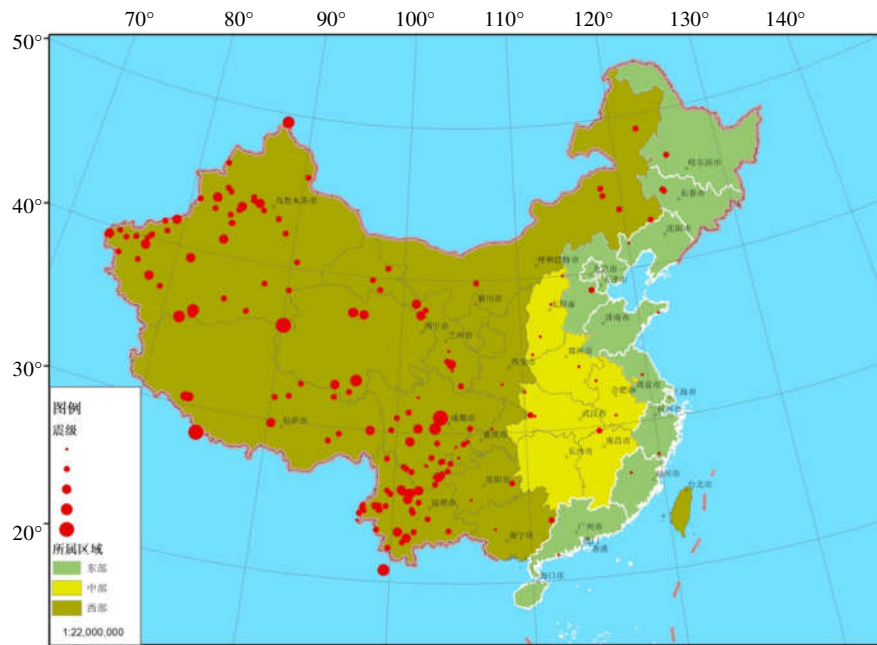 70° 80° 90° 100° 110° 120° 130° 140°
50°
40°
30°
20°
哈尔滨市
长春市
沈阳市
乌鲁木齐市
呼和浩特市
北京市
天津市
银川市
太原市
济南市
西宁市
兰州市
郑州市
西安市
合肥市
南京市
上海市
杭州市
武汉市
成都市
拉萨市
重庆市
南昌市
长沙市
贵阳市
福州市
台北市
昆明市
广州市
南宁市
香港
海口市
图例
震级
所属区域
东部
中部
西部
1:22,000,000